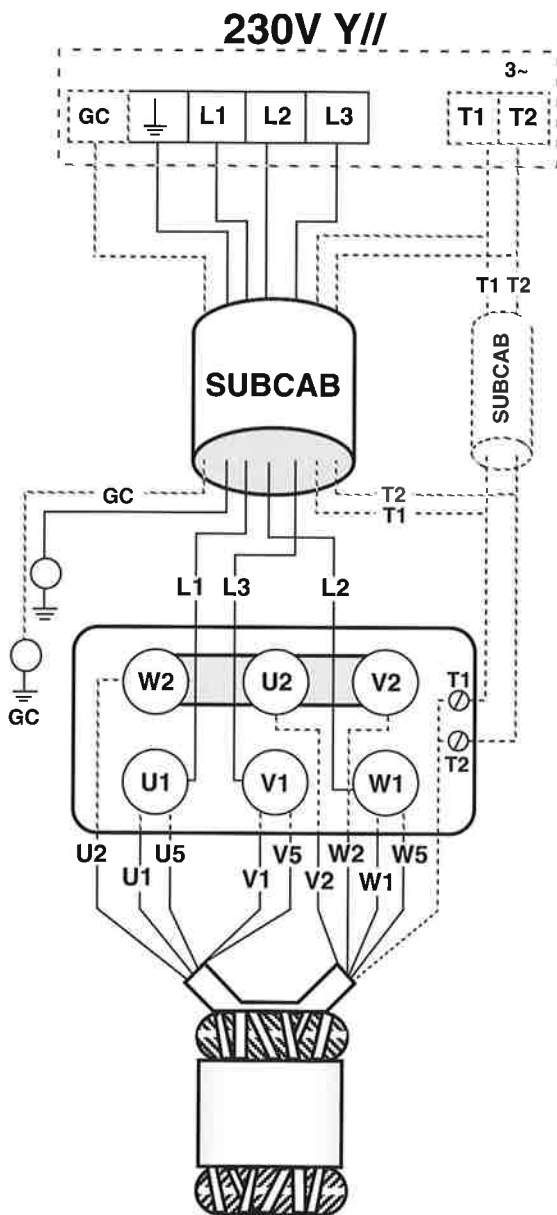 230V Y//
3~
GC L1 L2 L3 T1 T2
T1 T2
SUBCAB
SUBCAB
GC T2
T1
L1 L3 L2
W2 U2 V2 T1
GC
U1 V1 W1 T2
U2 U5 V5 W2 W5
U1 V1 V2 W1